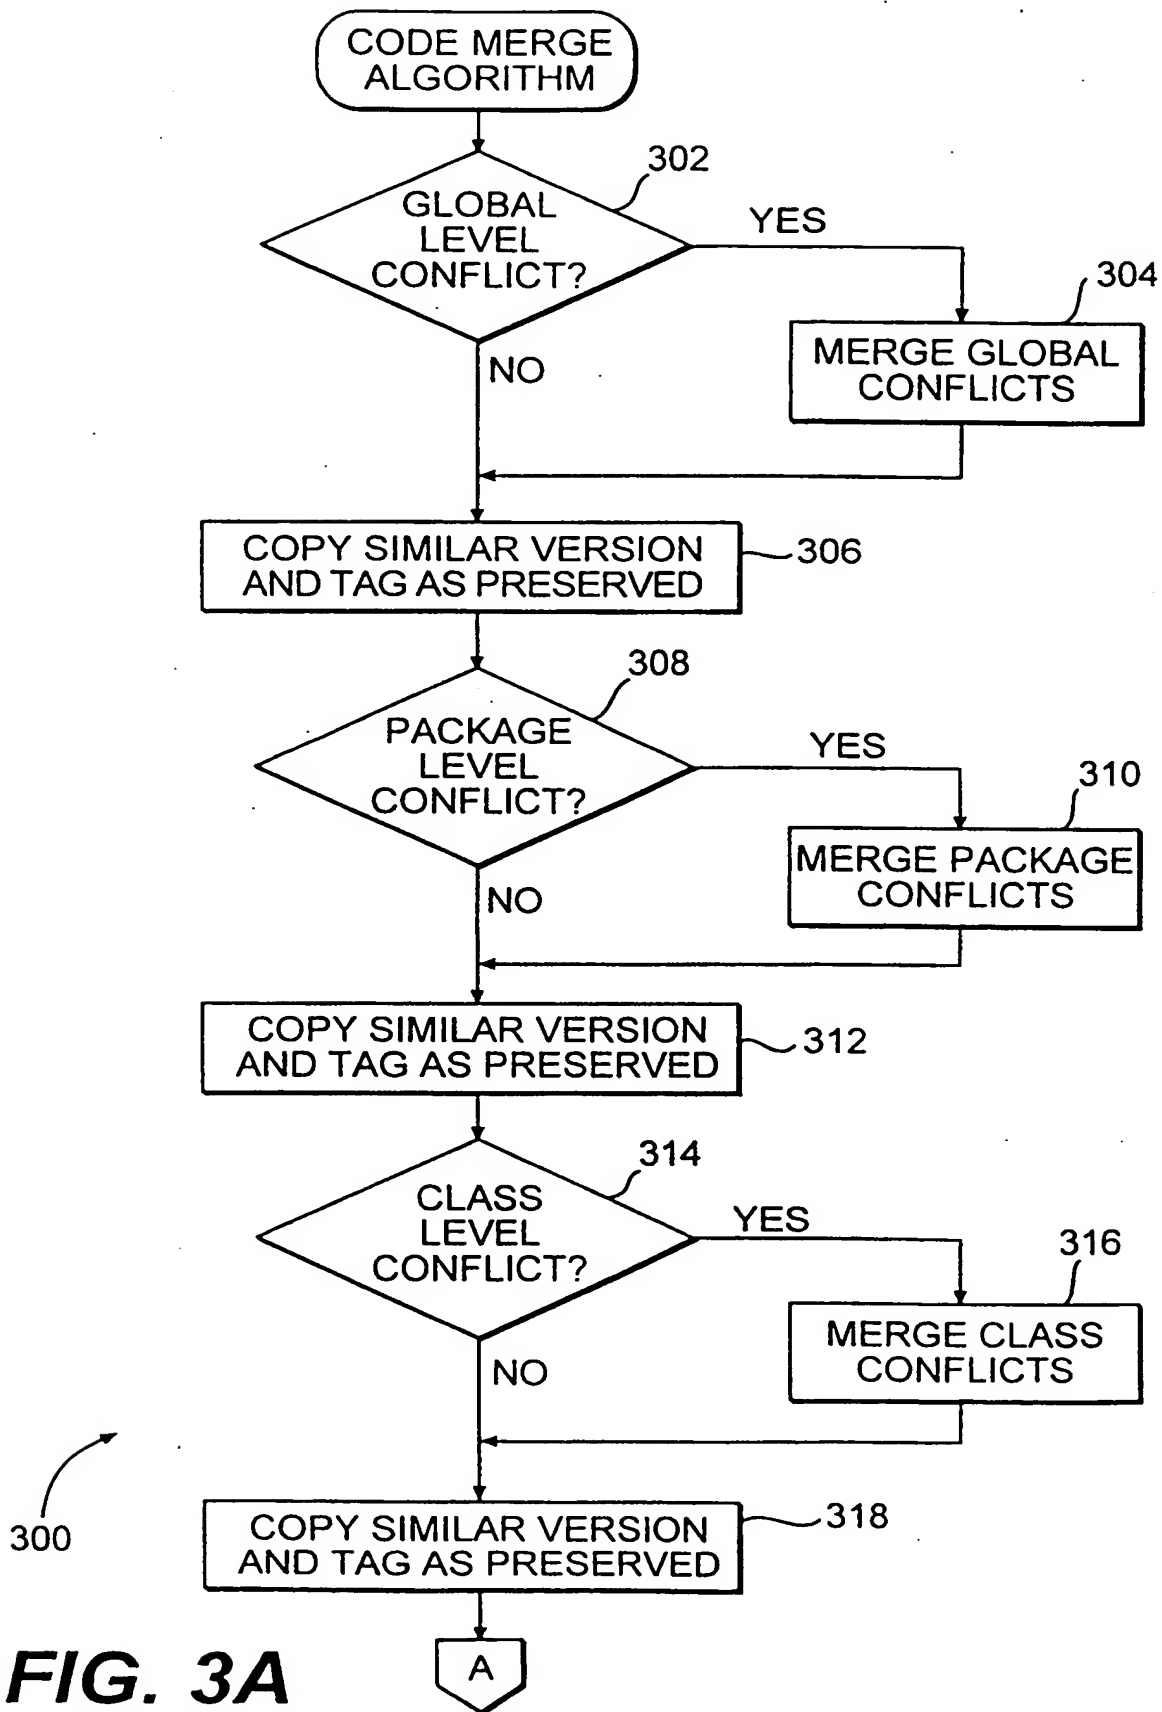 CODE MERGE
ALGORITHM
302
GLOBAL
LEVEL
CONFLICT?
YES
304
MERGE GLOBAL
CONFLICTS
NO
COPY SIMILAR VERSION
AND TAG AS PRESERVED
306
308
PACKAGE
LEVEL
CONFLICT?
YES
310
MERGE PACKAGE
CONFLICTS
NO
COPY SIMILAR VERSION
AND TAG AS PRESERVED
312
314
CLASS
LEVEL
CONFLICT?
YES
316
MERGE CLASS
CONFLICTS
NO
300
COPY SIMILAR VERSION
AND TAG AS PRESERVED
318
A
FIG. 3A